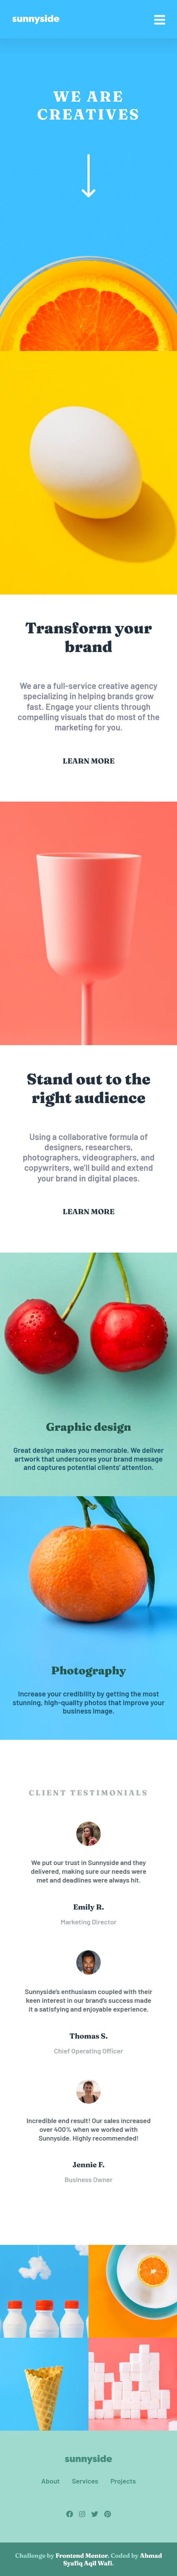 sunnyside
WE ARE
CREATIVES
Transform your
brand
We are a full-service creative agency
specializing in helping brands grow
fast. Engage your clients through
compelling visuals that do most of the
marketing for you.
LEARN MORE
Stand out to the
right audience
Using a collaborative formula of
designers, researchers,
photographers, videographers, and
copywriters, we'll build and extend
your brand in digital places.
LEARN MORE
Graphic design
Great design makes you memorable. We deliver
artwork that underscores your brand message
and captures potential clients' attention.
Photography
Increase your credibility by getting the most
stunning, high-quality photos that improve your
business image.
CLIENT TESTIMONIALS
We put our trust in Sunnyside and they
delivered, making sure our needs were
met and deadlines were always hit.
Emily R.
Marketing Director
Sunnyside's enthusiasm coupled with their
keen interest in our brand's success made
it a satisfying and enjoyable experience.
Thomas S.
Chief Operating Officer
Incredible end result! Our sales increased
over 400% when we worked with
Sunnyside. Highly recommended!
Jennie F.
Business Owner
sunnyside
About Services Projects
Challenge by Frontend Mentor. Coded by Ahmad
Syafiq Aqil Wafi.